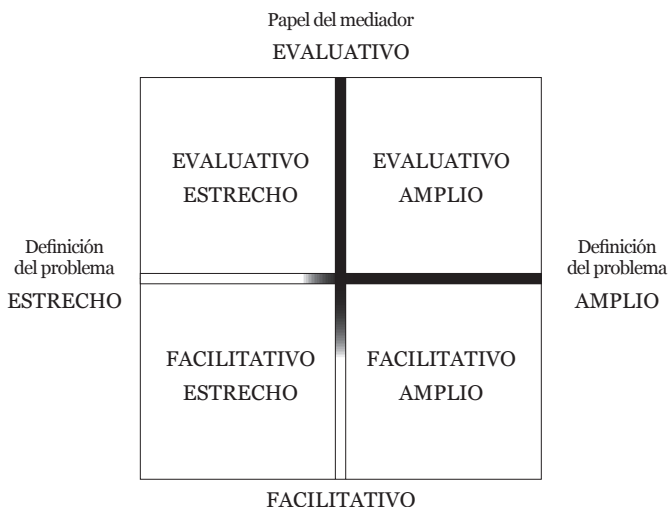 Papel del mediador
EVALUATIVO
EVALUATIVO
ESTRECHO
EVALUATIVO
AMPLIO
Definición
del problema
ESTRECHO
Definición
del problema
AMPLIO
FACILITATIVO
ESTRECHO
FACILITATIVO
AMPLIO
FACILITATIVO